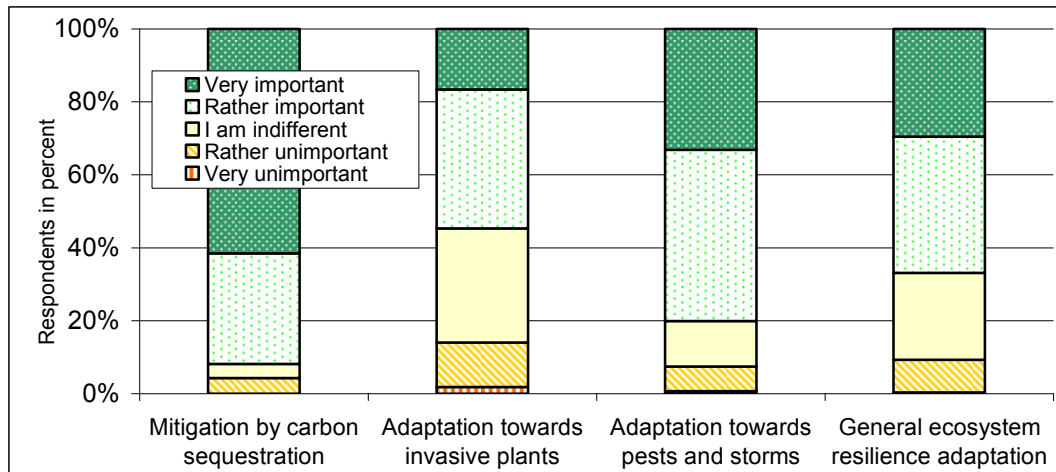 100%
80%
60%
40%
20%
0%
Respondents in percent
Very important
Rather important
I am indifferent
Rather unimportant
Very unimportant
Mitigation by carbon
sequestration
Adaptation towards
invasive plants
Adaptation towards
pests and storms
General ecosystem
resilience adaptation